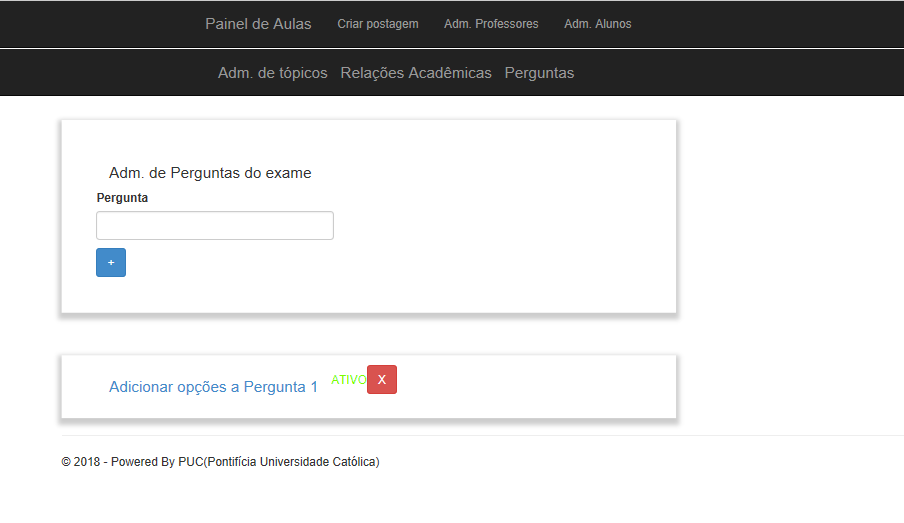 Painel de Aulas Criar postagem Adm. Professores Adm. Alunos
Adm. de tópicos Relações Acadêmicas Perguntas
Adm. de Perguntas do exame
Pergunta
+
Adicionar opções a Pergunta 1 ATIVO X
© 2018 - Powered By PUC(Pontifícia Universidade Católica)